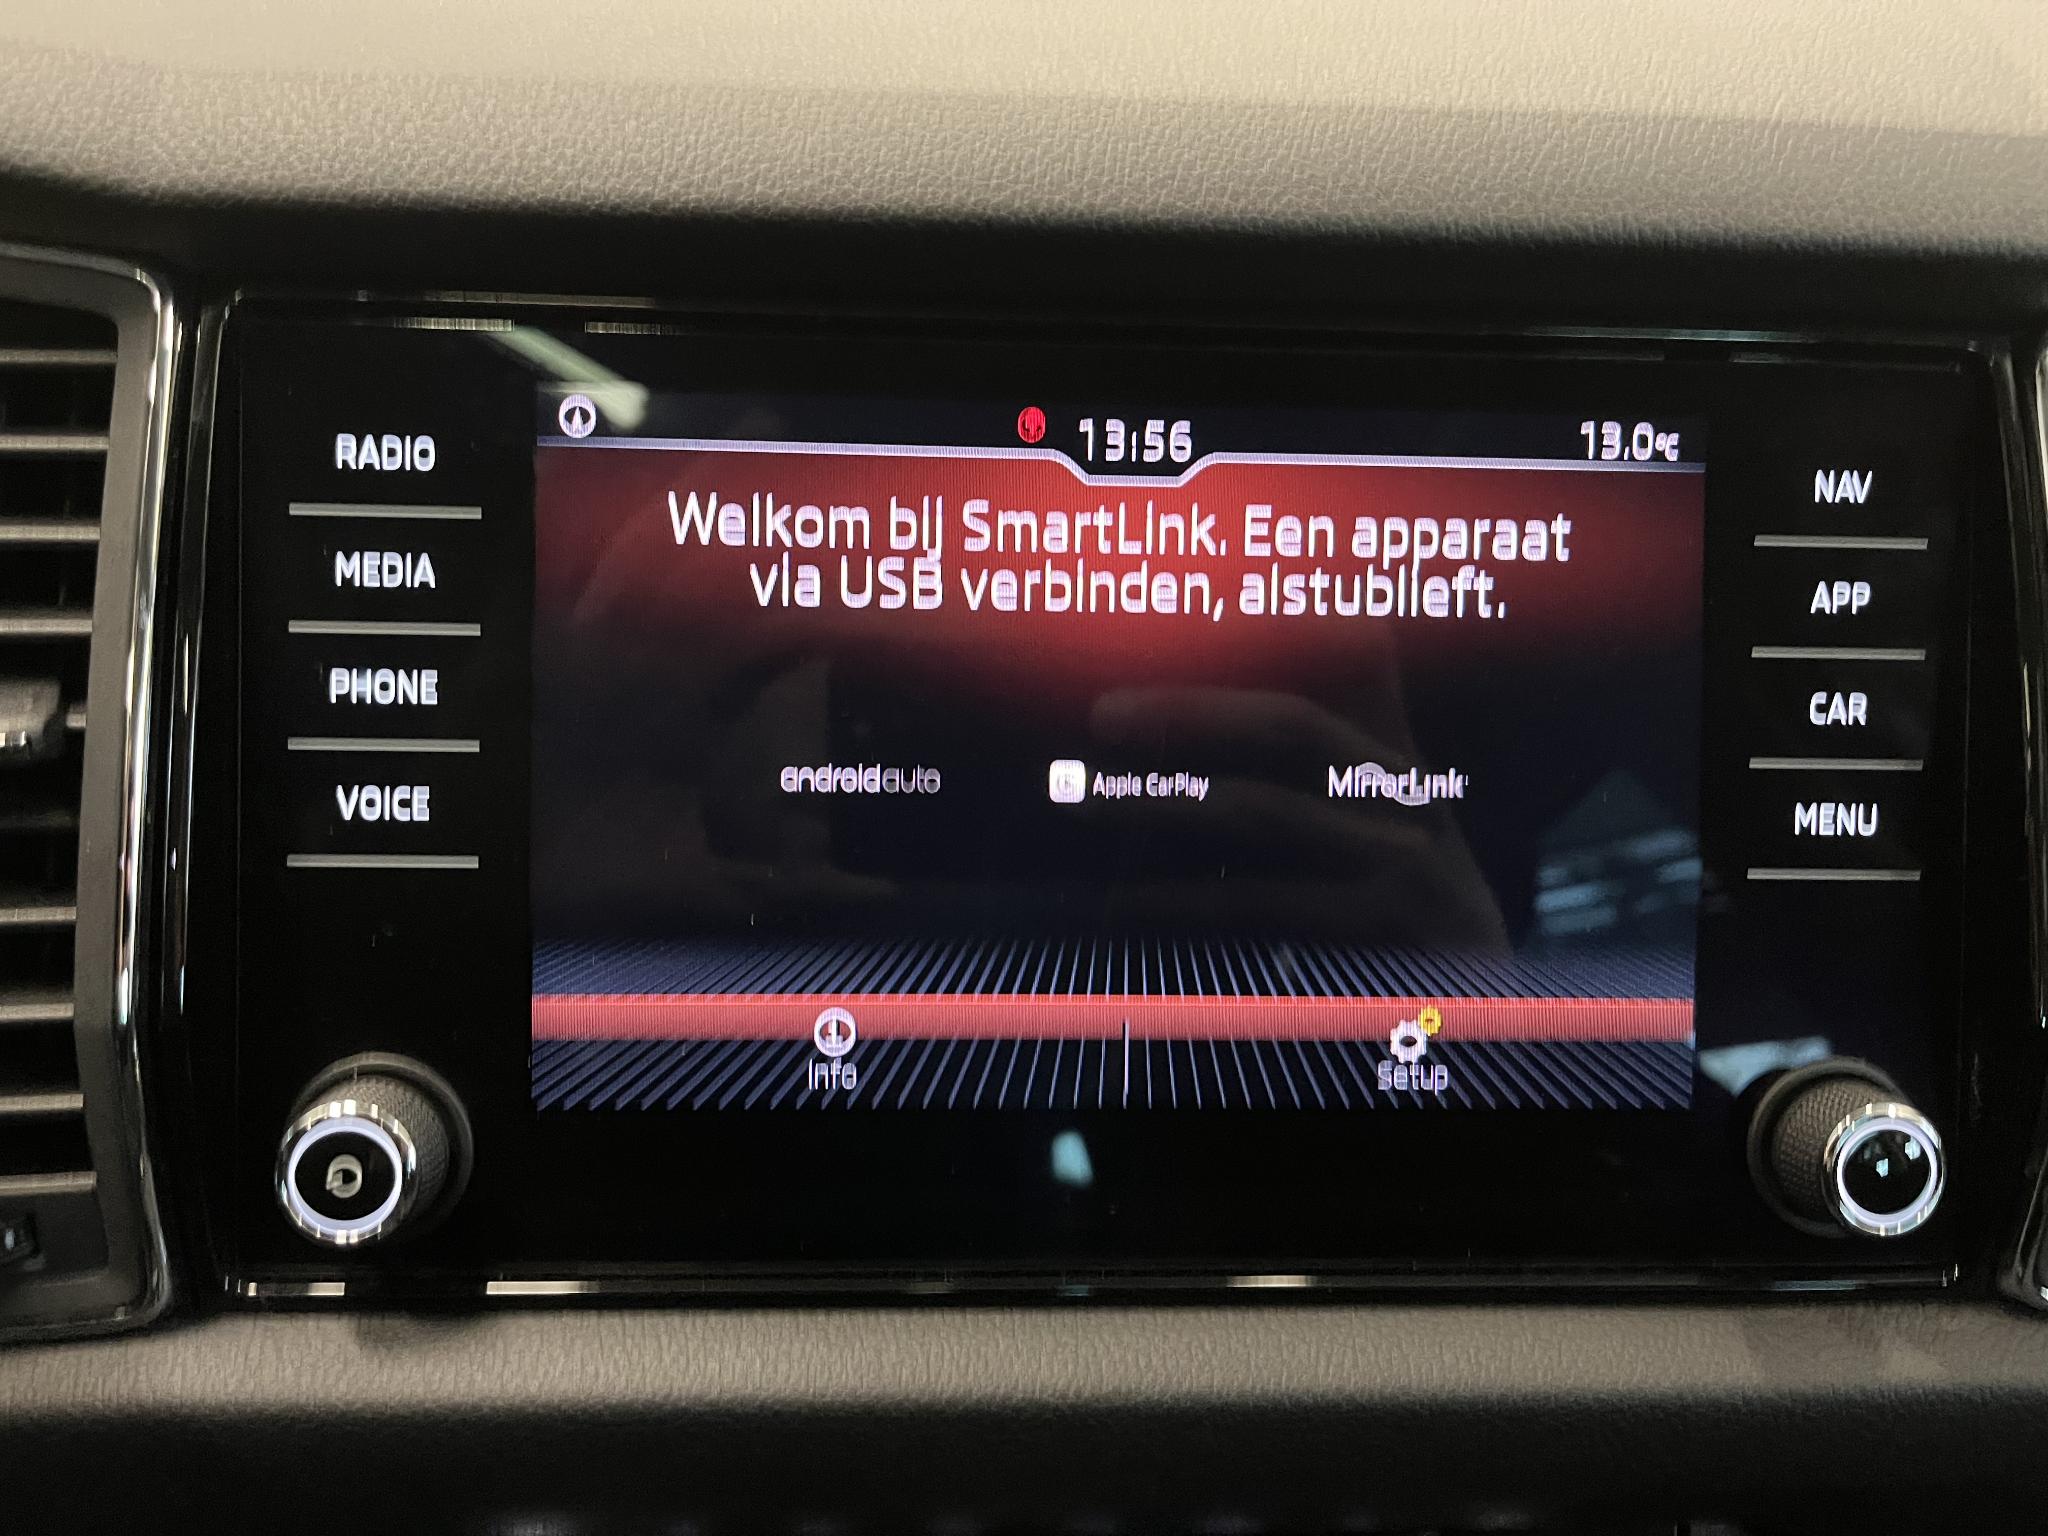 13:56
13.0°C
RADIO
MEDIA
PHONE
VOICE
Welkom bij SmartLink. Een apparaat
via USB verbinden, alstublieft.
androidauto
Apple CarPlay
MirrorLink
Info
Setup
NAV
APP
CAR
MENU